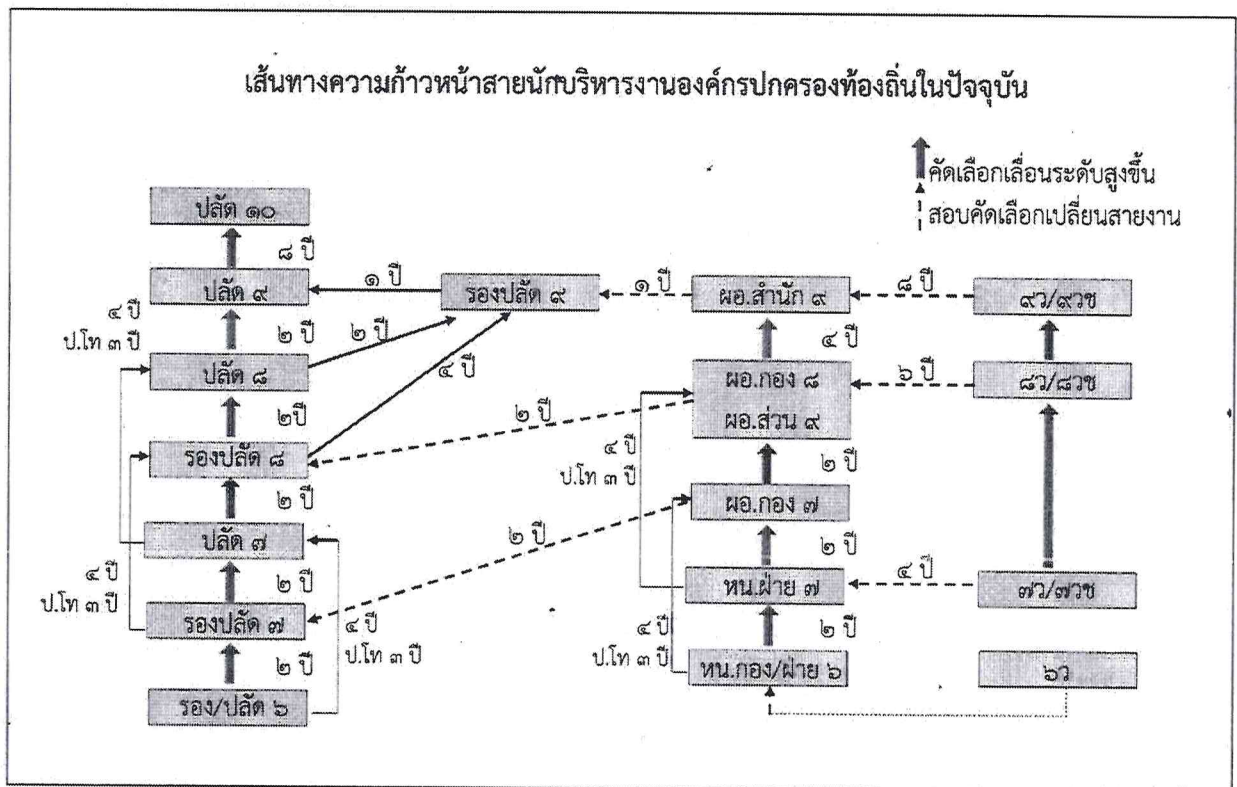 เส้นทางความก้าวหน้าสายนักบริหารงานองค์กรปกครองท้องถิ่นในปัจจุบัน
คัดเลือกเลื่อนระดับสูงขึ้น
สอบคัดเลือกเปลี่ยนสายงาน
ปลัด ๑๐
๘ ปี
ปลัด ๙
๑ ปี
รองปลัด ๙
๑ ปี
ผอ.สำนัก ๙
๘ ปี
๙ว/๙วช
๔ ปี
ป.โท ๓ ปี
๒ ปี
๒ ปี
๔ ปี
ปลัด ๘
๔ ปี
ผอ.กอง ๘
ผอ.ส่วน ๙
๖ ปี
๘ว/๘วช
๒ปี
๒ ปี
รองปลัด ๘
๔ ปี
ป.โท ๓ ปี
๒ ปี
๒ ปี
ผอ.กอง ๗
ปลัด ๗
๒ ปี
๒ ปี
๔ ปี
ป.โท ๓ ปี
๒ ปี
หน.ฝ่าย ๗
๔ ปี
๗ว/๗วช
รองปลัด ๗
๔ ปี
ป.โท ๓ ปี
๔ ปี
ป.โท ๓ ปี
๒ ปี
๒ ปี
หน.กอง/ฝ่าย ๖
๖ว
รอง/ปลัด ๖